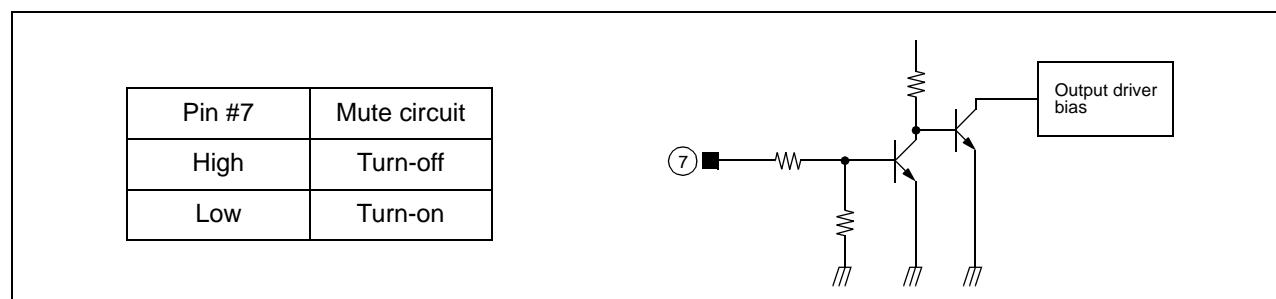 Pin #7 Mute circuit
High Turn-off
Low Turn-on
7
Output driver
bias